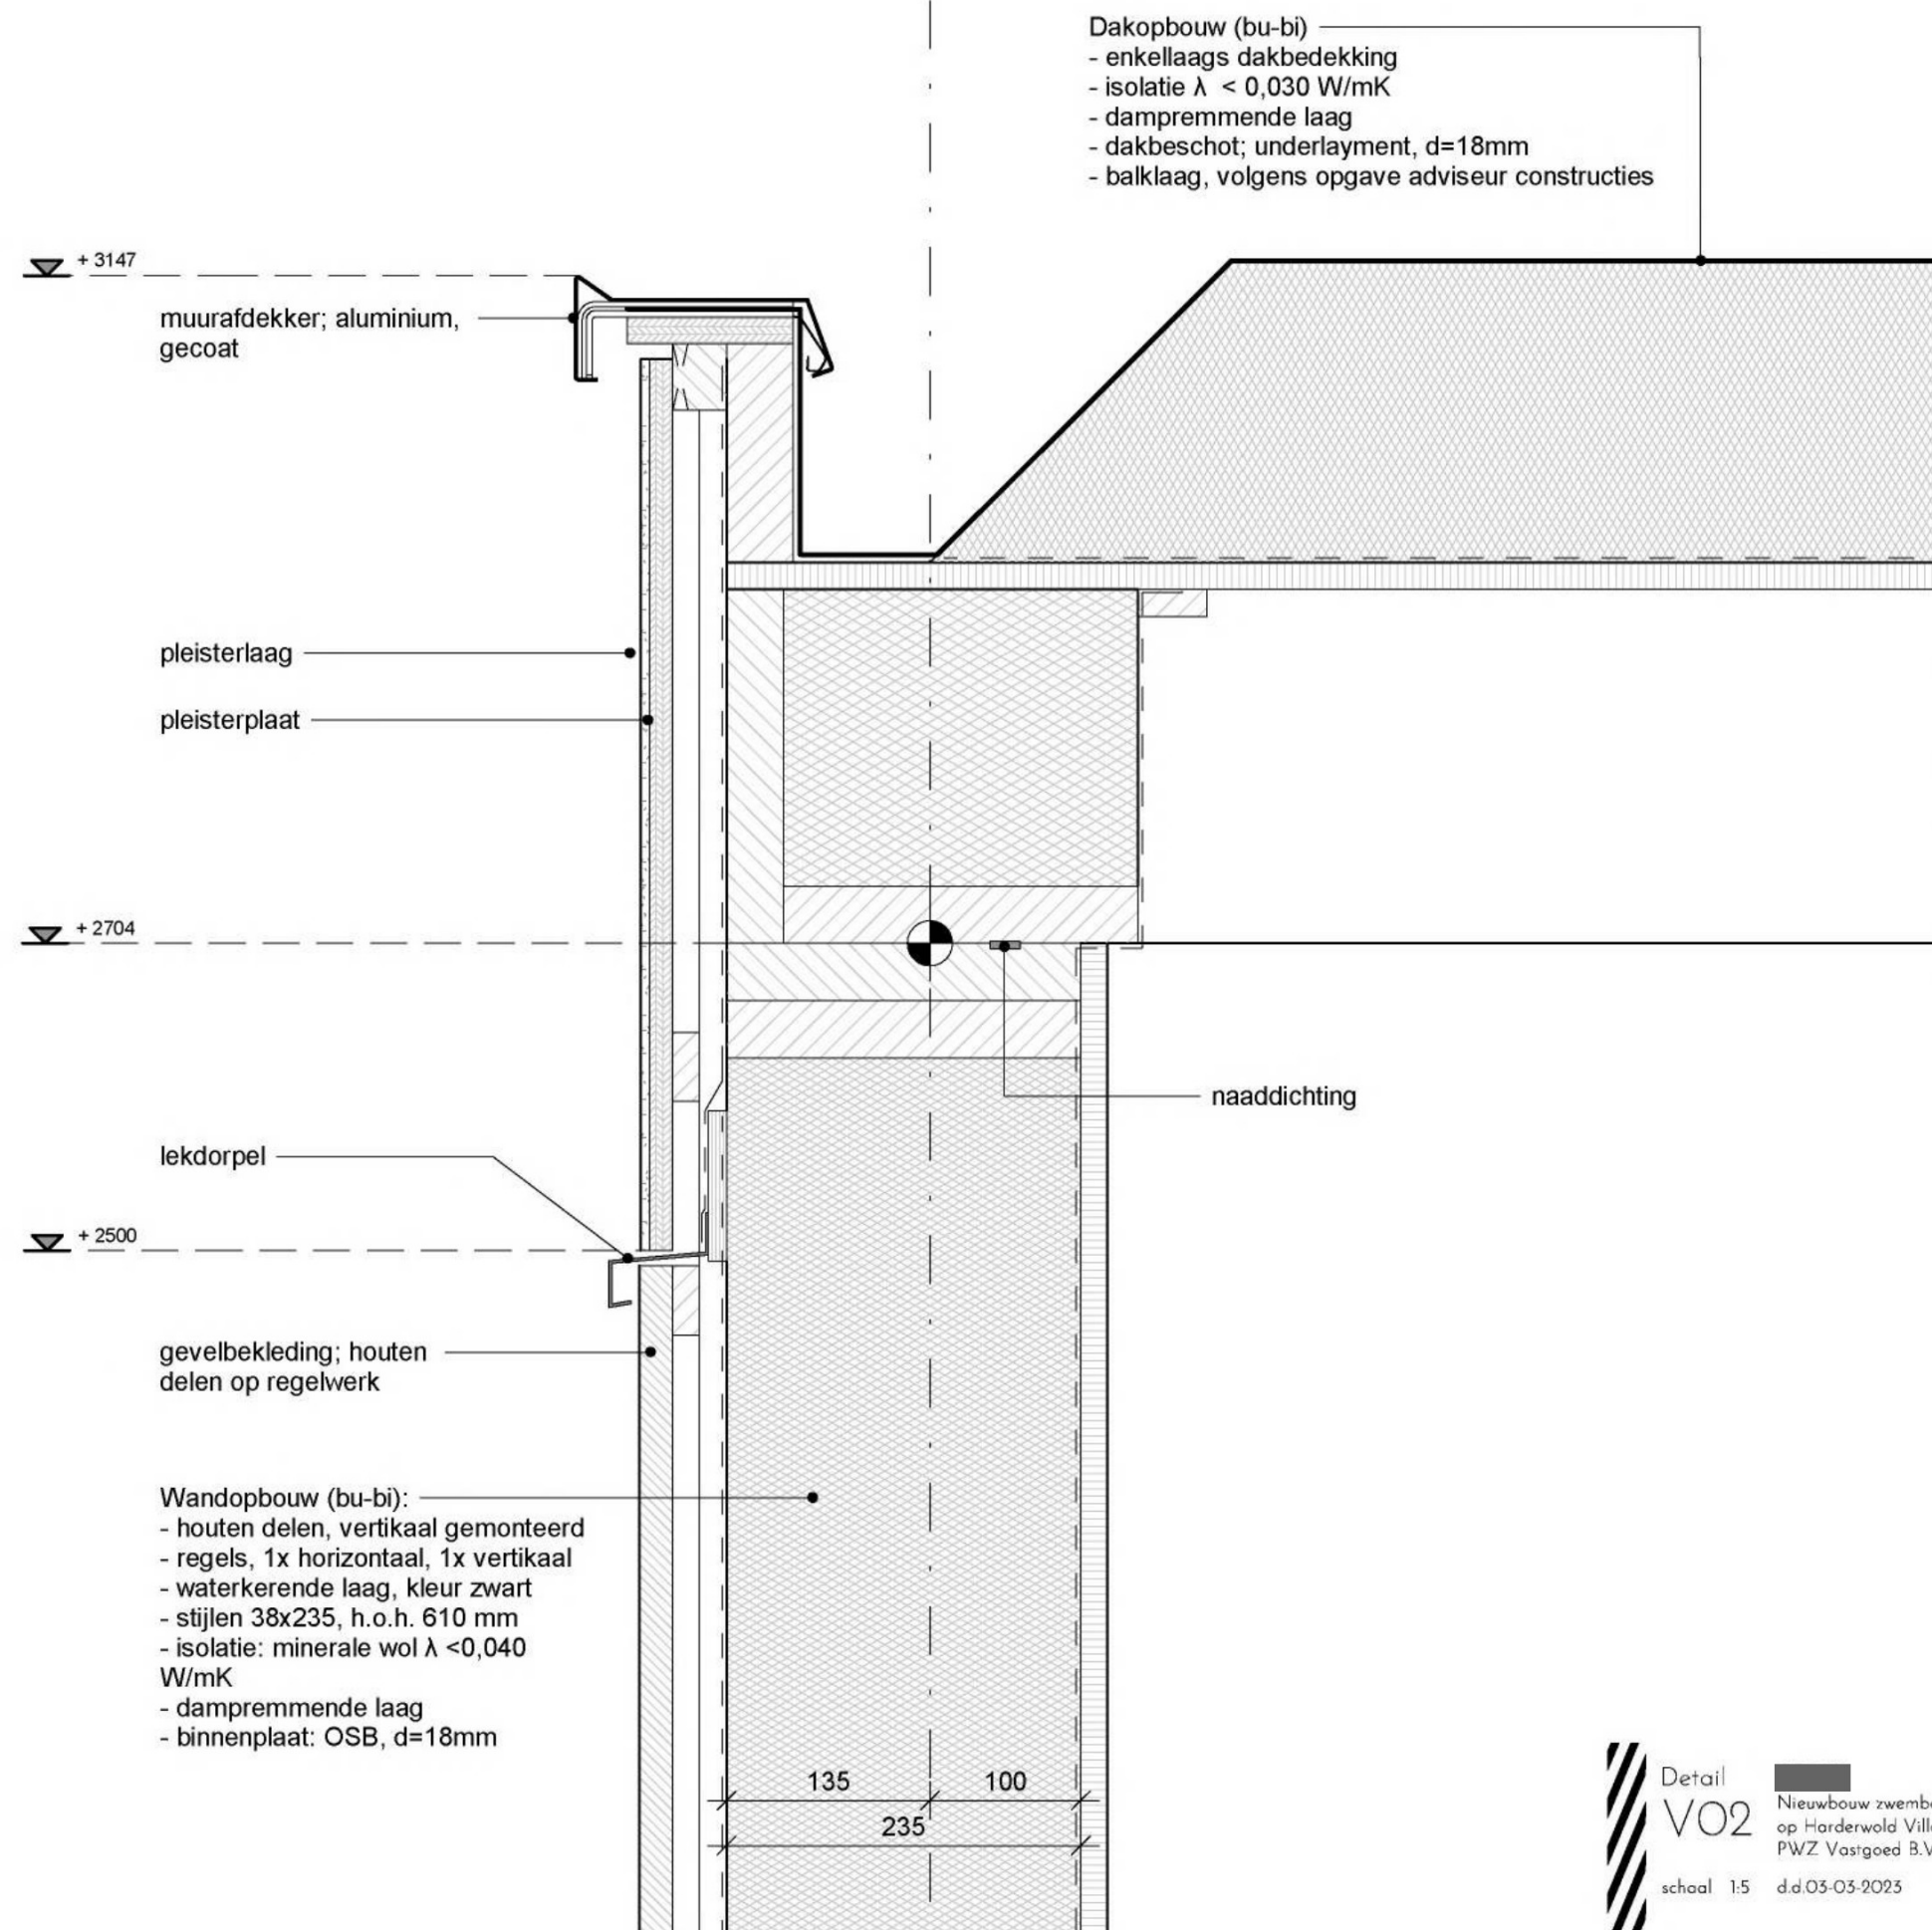 Dakopbouw (bu-bi)
- enkellaags dakbedekking
- isolatie λ < 0,030 W/mK
- dampremmende laag
- dakbeschot; underlayment, d=18mm
- balklaag, volgens opgave adviseur constructies
+ 3147
muurafdekker; aluminium,
gecoat
pleisterlaag
pleisterplaat
+ 2704
naaddichting
lekdorpel
+ 2500
gevelbekleding; houten
delen op regelwerk
Wandopbouw (bu-bi):
- houten delen, vertikaal gemonteerd
- regels, 1x horizontaal, 1x vertikaal
- waterkerende laag, kleur zwart
- stijlen 38x235, h.o.h. 610 mm
- isolatie: minerale wol λ <0,040
W/mK
- dampremmende laag
- binnenplaat: OSB, d=18mm
135 100
235
Detail
V02
schaal 1:5
Nieuwbouw
op Harderwold
PWZ Vastgoed
d.d.03-03-2023